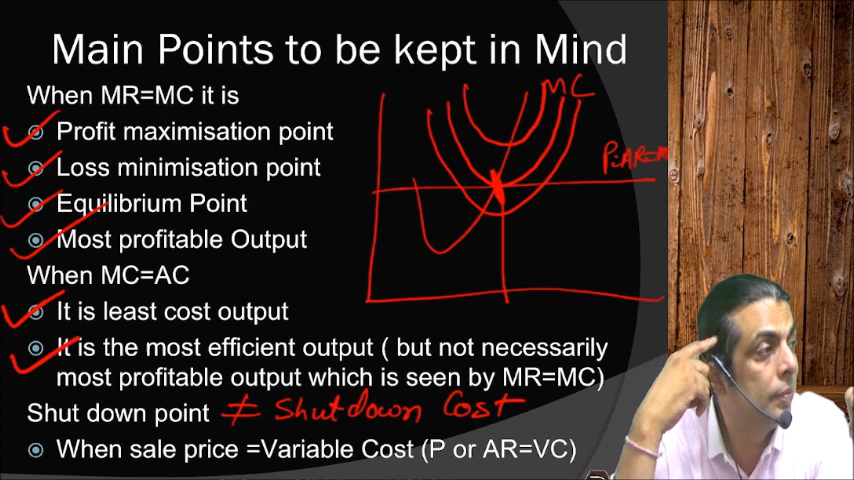 Main Points to be kept in Mind
When MR=MC it is
Profit maximisation point
Loss minimisation point
Equilibrium Point
Most profitable Output
When MC=AC
It is least cost output
It is the most efficient output ( but not necessarily
most profitable output which is seen by MR=MC)
Shut down point ≠ Shutdown Cost
When sale price =Variable Cost (P or AR=VC)
MC
P=AR=M